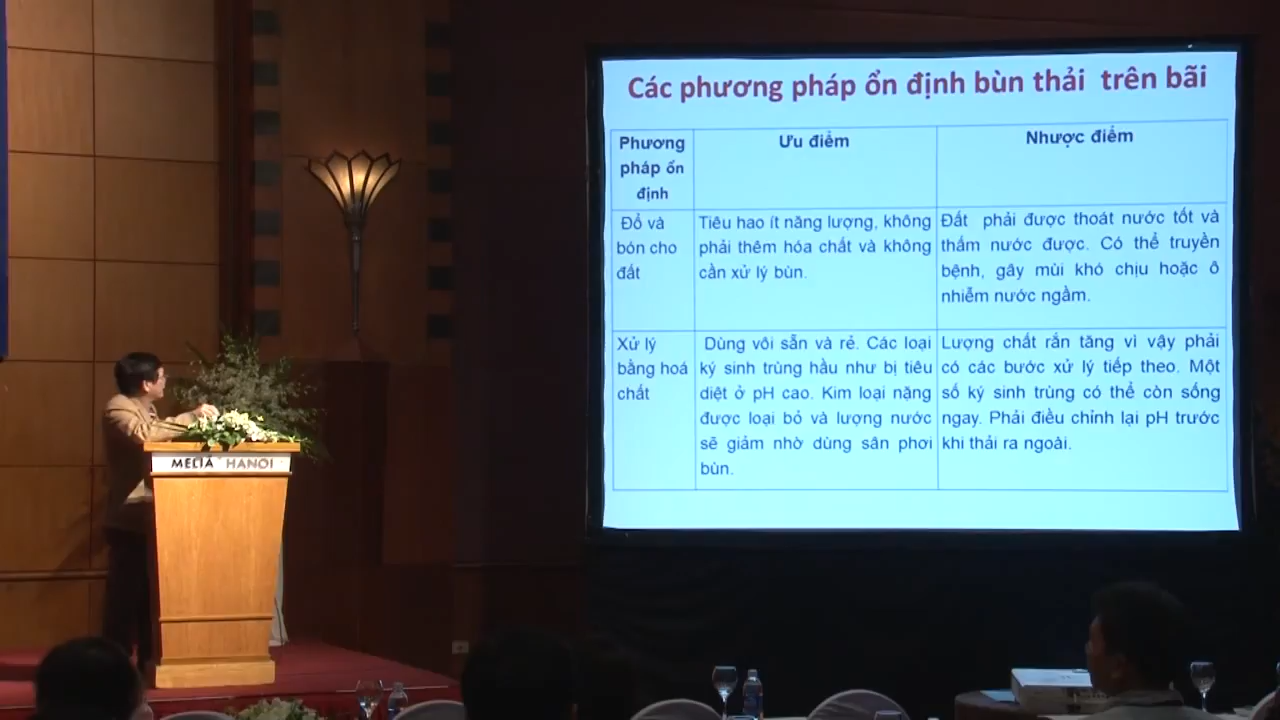 Các phương pháp ổn định bùn thải trên bãi
Phương
pháp ổn
định
Ưu điểm
Nhược điểm
Đổ và
bón cho
đất
Tiêu hao ít năng lượng, không
phải thêm hóa chất và không
cần xử lý bùn.
Đất phải được thoát nước tốt và
thấm nước được. Có thể truyền
bệnh, gây mùi khó chịu hoặc ô
nhiễm nước ngầm.
Xử lý
bằng hoá
chất
Dùng vôi sẵn và rẻ. Các loại
ký sinh trùng hầu như bị tiêu
diệt ở pH cao. Kim loại nặng
được loại bỏ và lượng nước
sẽ giảm nhờ dùng sân phơi
bùn.
Lượng chất rắn tăng vì vậy phải
có các bước xử lý tiếp theo. Một
số ký sinh trùng có thể còn sống
ngay. Phải điều chỉnh lại pH trước
khi thải ra ngoài.
MELIÃ HANOI